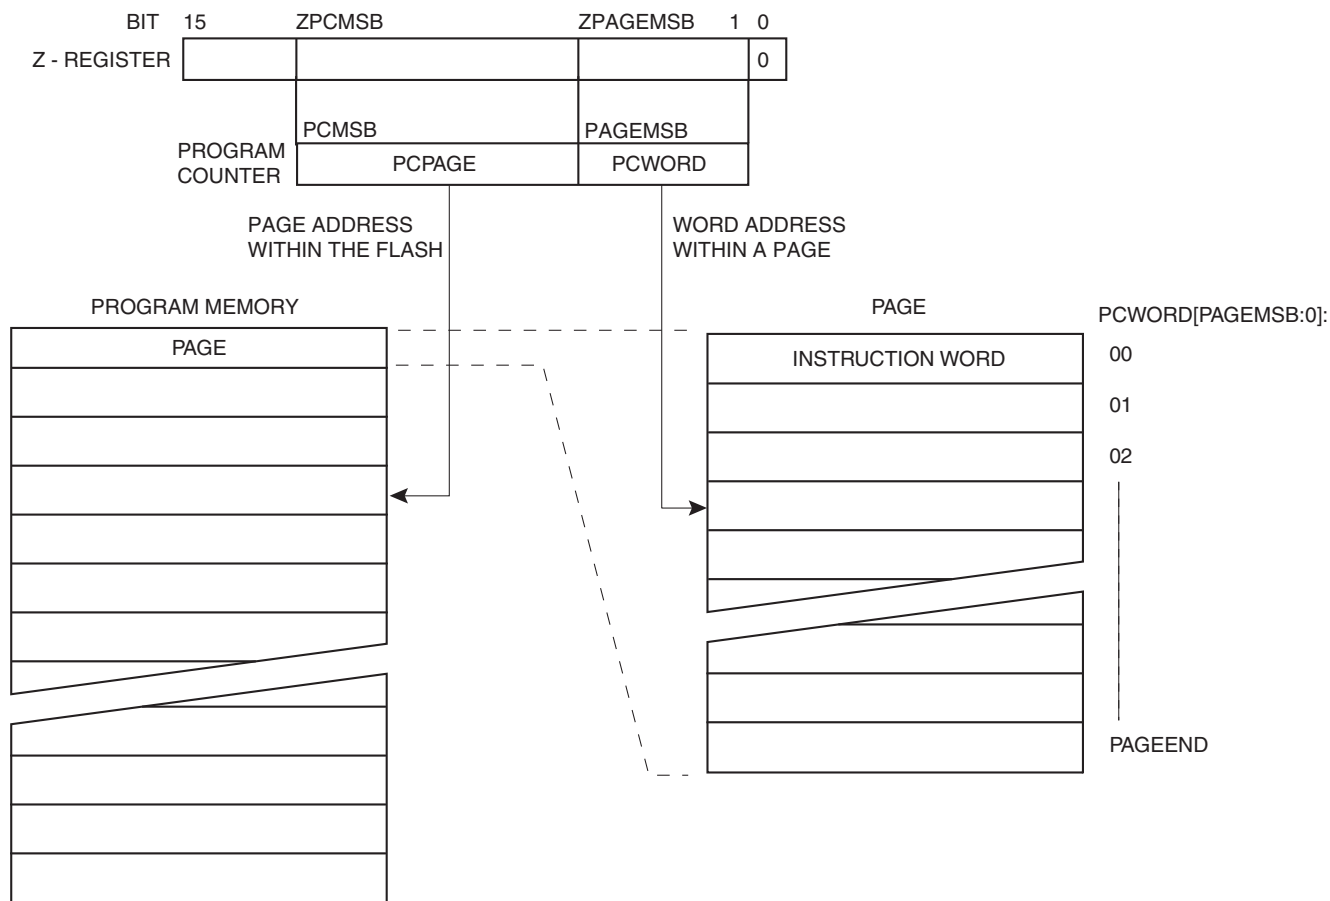 BIT 15 ZPCMSB ZPAGEMSB 1 0
Z - REGISTER 0
PCMSB PAGEMSB
PROGRAM
COUNTER
PCPAGE PCWORD
PAGE ADDRESS
WITHIN THE FLASH
WORD ADDRESS
WITHIN A PAGE
PROGRAM MEMORY
PAGE
PAGE
INSTRUCTION WORD
PCWORD[PAGEMSB:0]:
00
01
02
PAGEEND